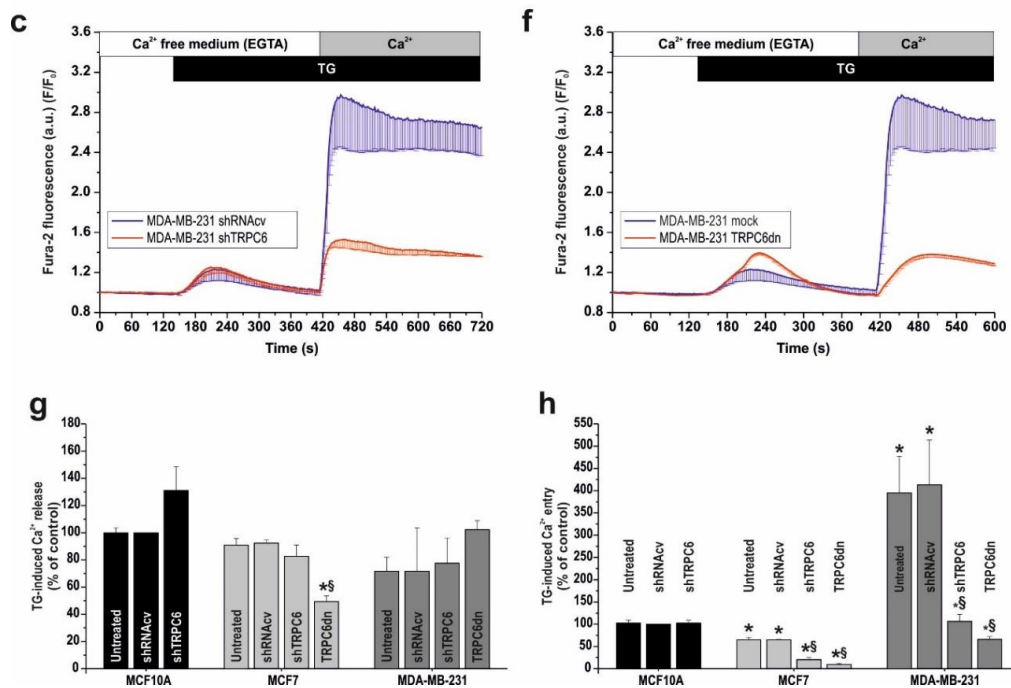 c
Ca²⁺ free medium (EGTA)
Ca²⁺
TG
Fura-2 fluorescence (a.u.) (F/F₀)
3.6
3.2
2.8
2.4
2.0
1.6
1.2
0.8
MDA-MB-231 shRNAcv
MDA-MB-231 shTRPC6
0 60 120 180 240 300 360 420 480 540 600 660 720
Time (s)
f
Ca²⁺ free medium (EGTA)
Ca²⁺
TG
Fura-2 fluorescence (a.u.) (F/F₀)
3.6
3.2
2.8
2.4
2.0
1.6
1.2
0.8
MDA-MB-231 mock
MDA-MB-231 TRPC6dn
0 60 120 180 240 300 360 420 480 540 600
Time (s)
g
TG-induced Ca²⁺ release
(% of control)
180
160
140
120
100
80
60
40
20
0
Untreated
shRNAcv
shTRPC6
Untreated
shRNAcv
shTRPC6
TRPC6dn
*§
Untreated
shRNAcv
shTRPC6
TRPC6dn
MCF10A MCF7 MDA-MB-231
h
TG-induced Ca²⁺ entry
(% of control)
550
500
450
400
350
300
250
200
150
100
50
0
Untreated
shRNAcv
shTRPC6
Untreated
shRNAcv
shTRPC6
TRPC6dn
* * *§ *§
Untreated
shRNAcv
shTRPC6
TRPC6dn
* * *§ *§
MCF10A MCF7 MDA-MB-231